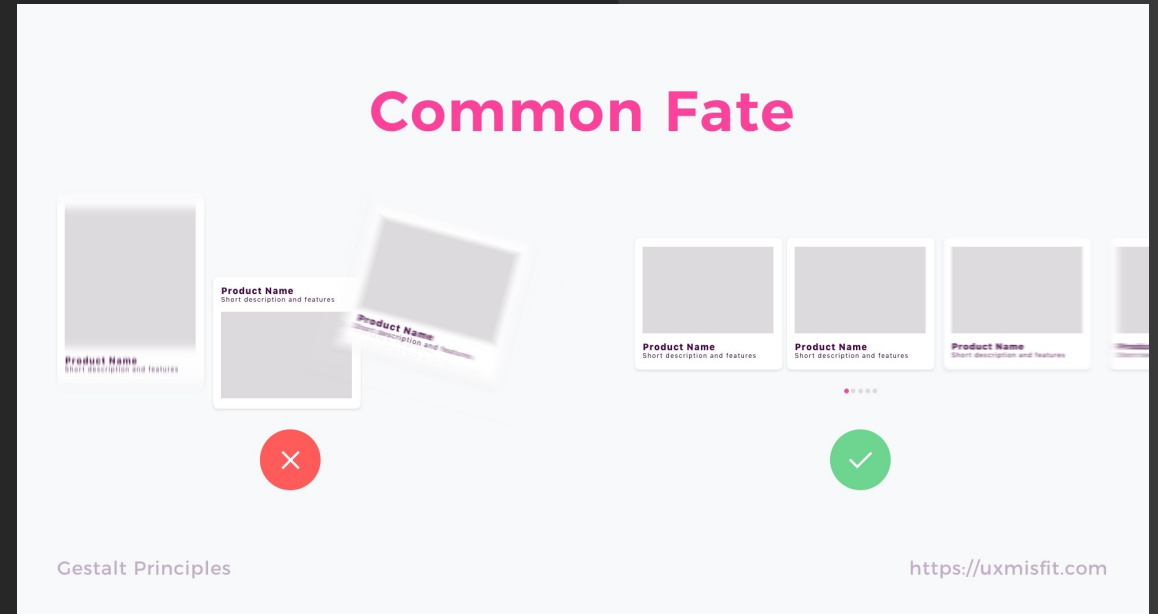 Common Fate
Product Name
Short description and features
Product Name
Short description and features
Product Name
Short description and features
Product Name
Short description and features
Product Name
Short description and features
Product Name
Short description and features
Gestalt Principles
https://uxmisfit.com